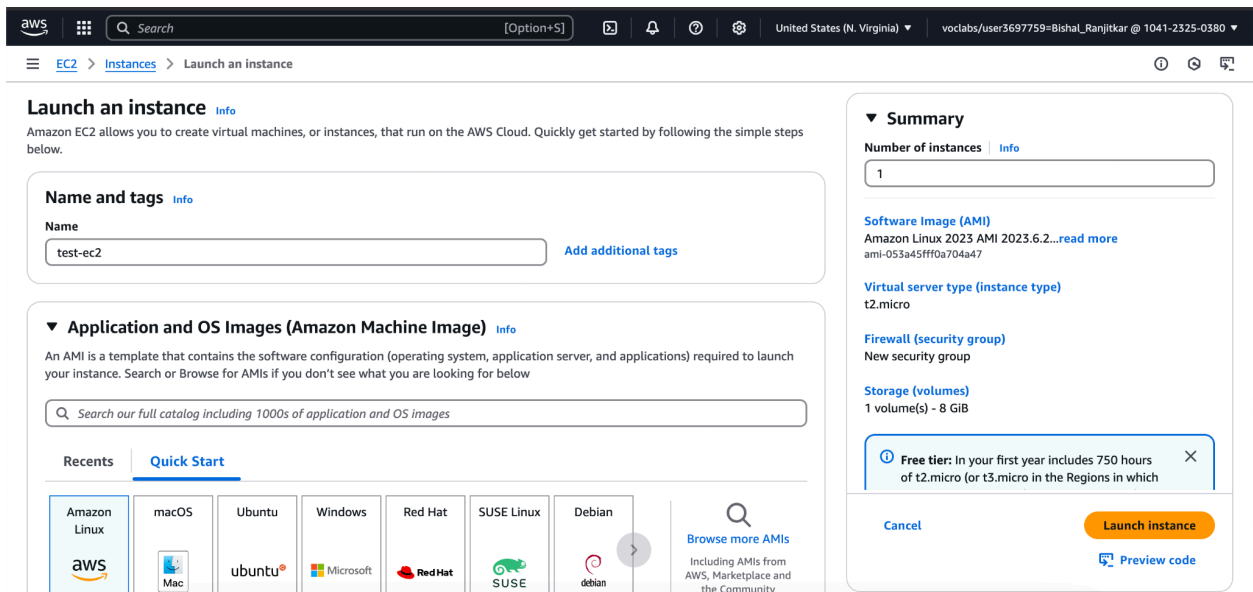 aws
Search [Option+S]
United States (N. Virginia) ▼
voclabs/user3697759=Bishal_Ranjitkar @ 1041-2325-0380 ▼
EC2 > Instances > Launch an instance
Launch an instance Info
Amazon EC2 allows you to create virtual machines, or instances, that run on the AWS Cloud. Quickly get started by following the simple steps
below.
Name and tags Info
Name
test-ec2
Add additional tags
▼ Application and OS Images (Amazon Machine Image) Info
An AMI is a template that contains the software configuration (operating system, application server, and applications) required to launch
your instance. Search or Browse for AMIs if you don't see what you are looking for below
Search our full catalog including 1000s of application and OS images
Recents
Quick Start
Amazon
Linux
aws
macOS
Mac
Ubuntu
ubuntu®
Windows
Microsoft
Red Hat
Red Hat
SUSE Linux
SUSE
Debian
debian
Browse more AMIs
Including AMIs from
AWS, Marketplace and
the Community
▼ Summary
Number of instances Info
1
Software Image (AMI)
Amazon Linux 2023 AMI 2023.6.2...read more
ami-053a45fff0a704a47
Virtual server type (instance type)
t2.micro
Firewall (security group)
New security group
Storage (volumes)
1 volume(s) - 8 GiB
Free tier: In your first year includes 750 hours
of t2.micro (or t3.micro in the Regions in which
Cancel
Launch instance
Preview code